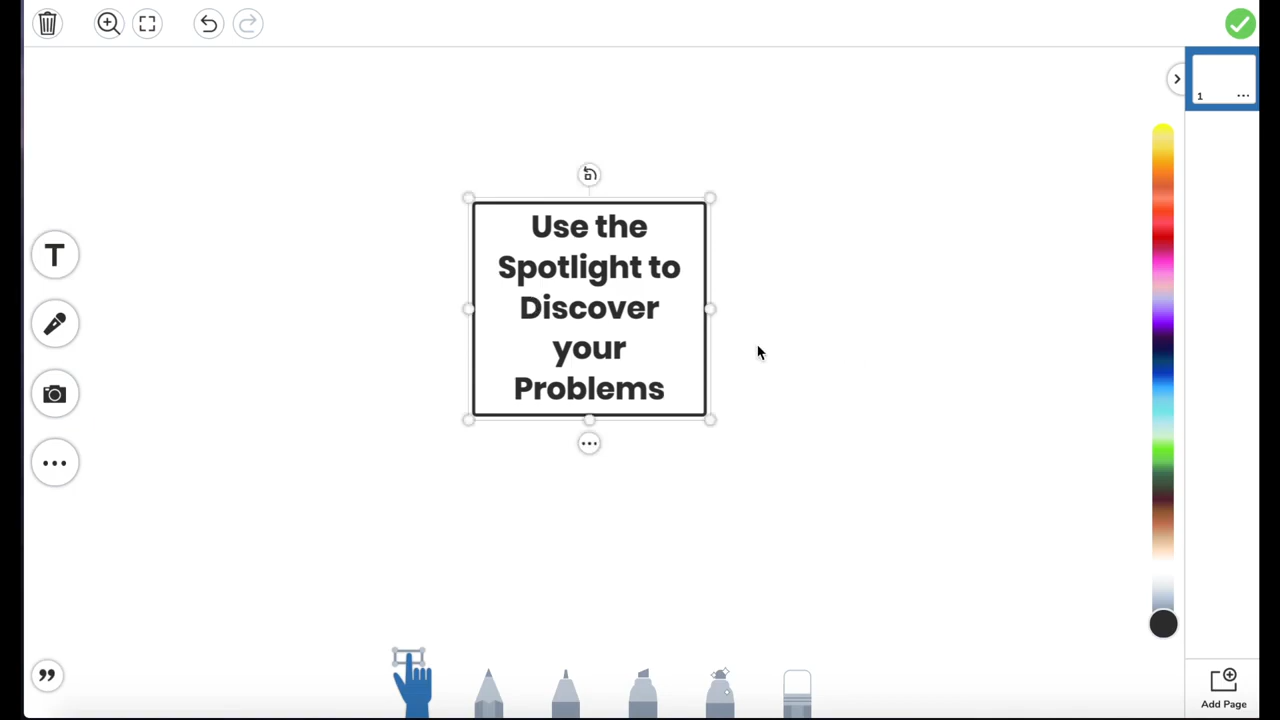 1
T
Use the
Spotlight to
Discover
your
Problems
Add Page